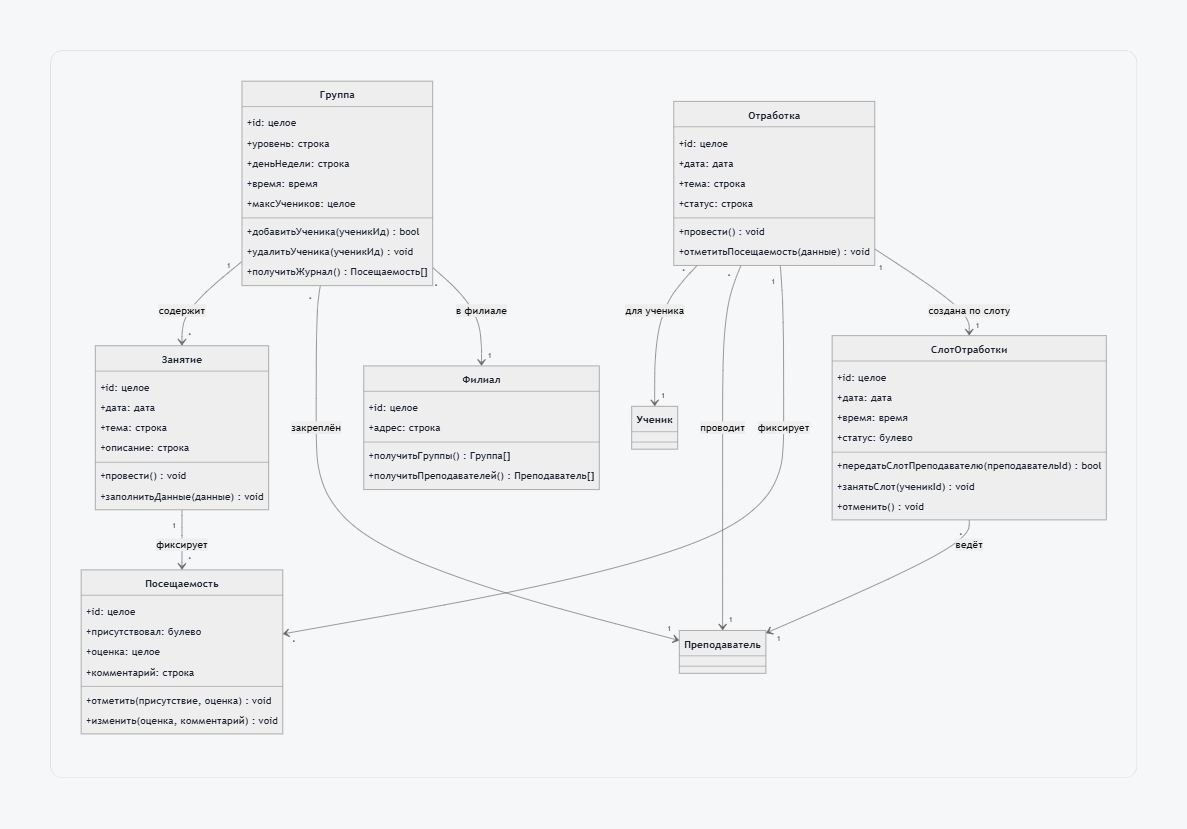 Группа
+id: целое
+уровень: строка
+деньНедели: строка
+время: время
+максУчеников: целое
+добавитьУченика(ученикИд) : bool
+удалитьУченика(ученикИд) : void
+получитьЖурнал() : Посещаемость[]
Отработка
+id: целое
+дата: дата
+тема: строка
+статус: строка
+провести() : void
+отметитьПосещаемость(данные) : void
1
*
*
*
*
1
1
содержит
в филиале
для ученика
создана по слоту
*
1
1
1
Занятие
+id: целое
+дата: дата
+тема: строка
+описание: строка
+провести() : void
+заполнитьДанные(данные) : void
Филиал
+id: целое
+адрес: строка
+получитьГруппы() : Группа[]
+получитьПреподавателей() : Преподаватель[]
Ученик
СлотОтработки
+id: целое
+дата: дата
+время: время
+статус: булево
+передатьСлотПреподавателю(преподавательId) : bool
+занятьСлот(ученикId) : void
+отменить() : void
закреплён
проводит
фиксирует
1
*
фиксирует
ведёт
*
Посещаемость
+id: целое
+присутствовал: булево
+оценка: целое
+комментарий: строка
+отметить(присутствие, оценка) : void
+изменить(оценка, комментарий) : void
*
1
1
1
Преподаватель